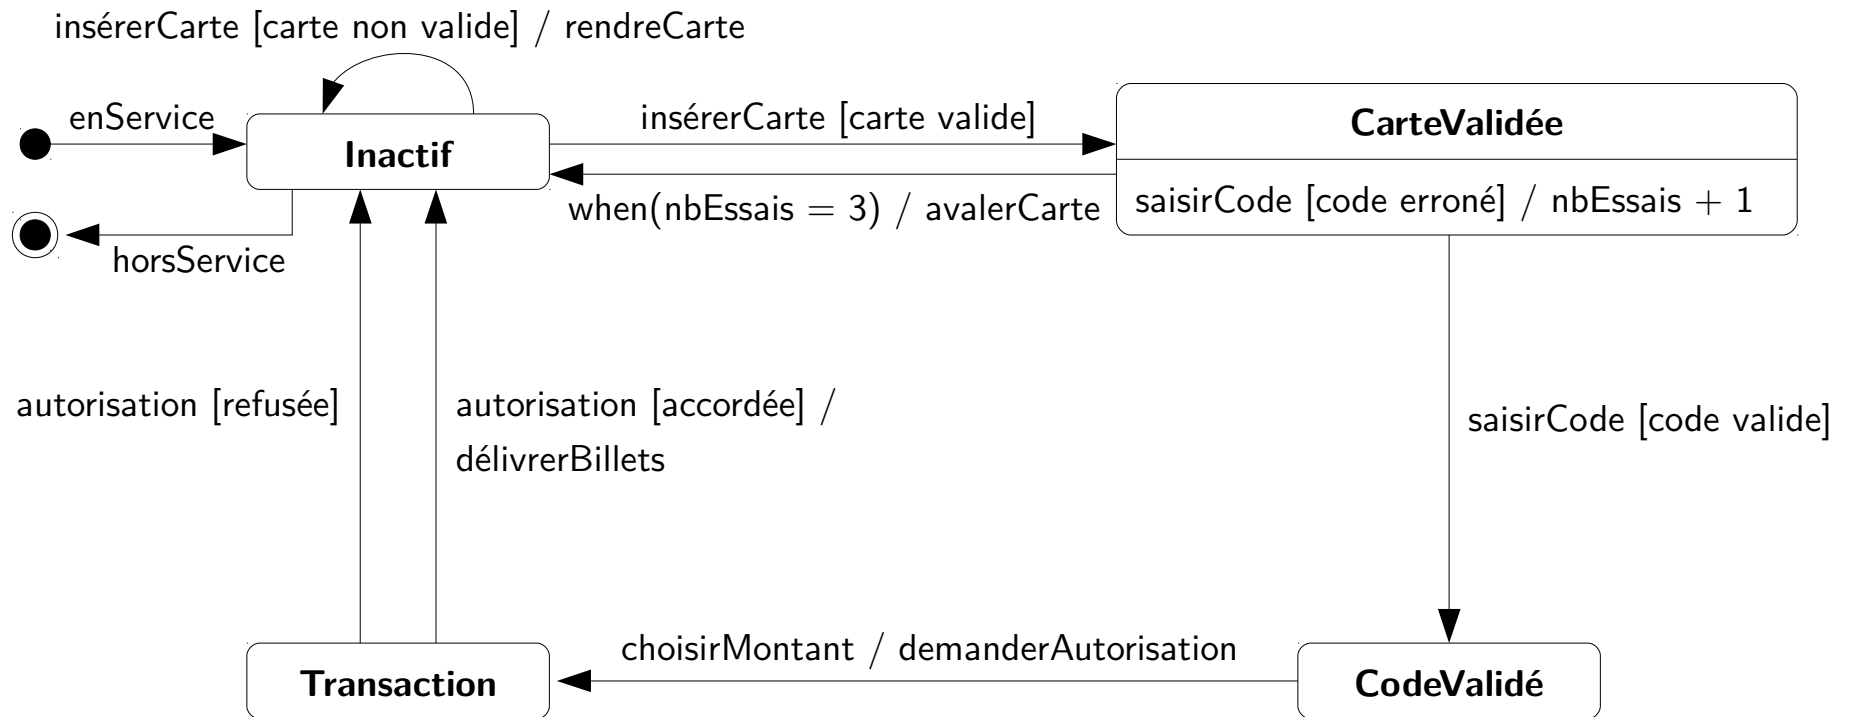 insérerCarte [carte non valide] / rendreCarte
enService
Inactif
insérerCarte [carte valide]
CarteValidée
when(nbEssais = 3) / avalerCarte
saisirCode [code erroné] / nbEssais + 1
horsService
autorisation [refusée]
autorisation [accordée] /
délivrerBillets
saisirCode [code valide]
choisirMontant / demanderAutorisation
Transaction
CodeValidé